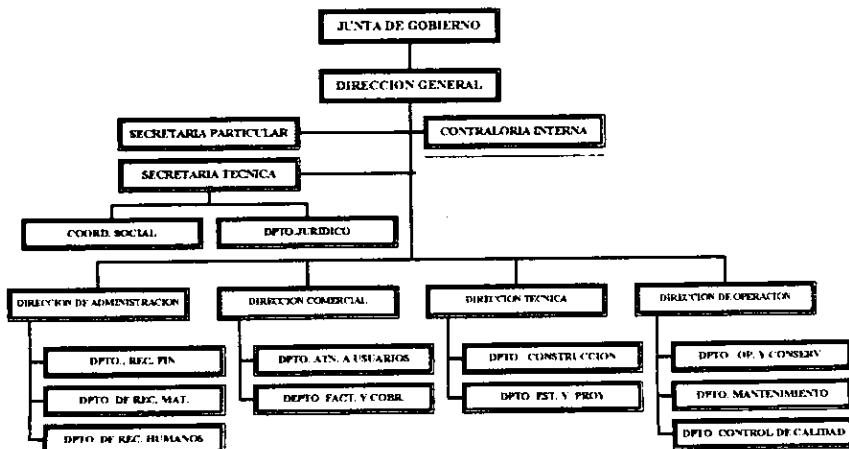 JUNTA DE GOBIERNO
DIRECCION GENERAL
SECRETARIA PARTICULAR
CONTRALORIA INTERNA
SECRETARIA TECNICA
COORD. SOCIAL
DPTO.JURIDICO
DIRECCION DE ADMINISTRACION
DIRECCION COMERCIAL
DIRECCION TECNICA
DIRECCION DE OPERACION
DPTO., REC. FIN
DPTO. ATN. A USUARIOS
DPTO CONSTRUCCION
DPTO OP. Y CONSERV
DPTO DE REC. MAT.
DEPTO FACT. Y COBR.
DPTO EST. Y PROY
DPTO. MANTENIMIENTO
DPTO DE REC. HUMANOS
DPTO CONTROL DE CALIDAD